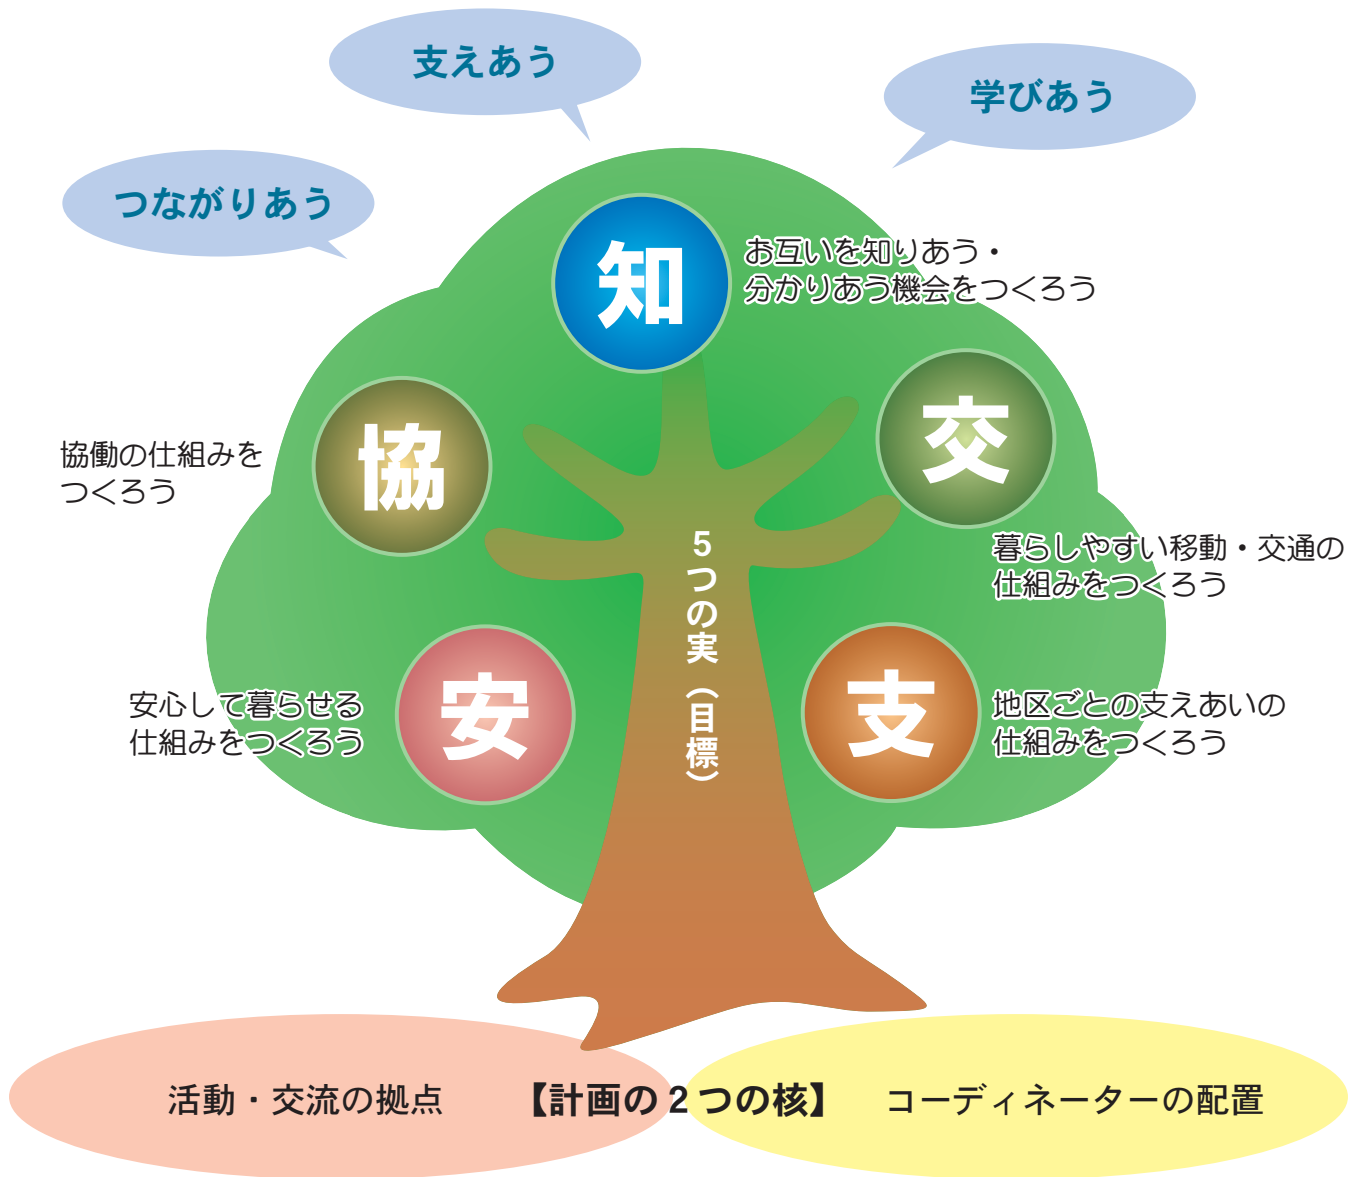 支えあう
学びあう
つながりあう
知
お互いを知りあう・
分かりあう機会をつくろう
協
協働の仕組みを
つくろう
交
暮らしやすい移動・交通の
仕組みをつくろう
5つの実（目標）
安
安心して暮らせる
仕組みをつくろう
支
地区ごとの支えあいの
仕組みをつくろう
活動・交流の拠点
【計画の2つの核】
コーディネーターの配置